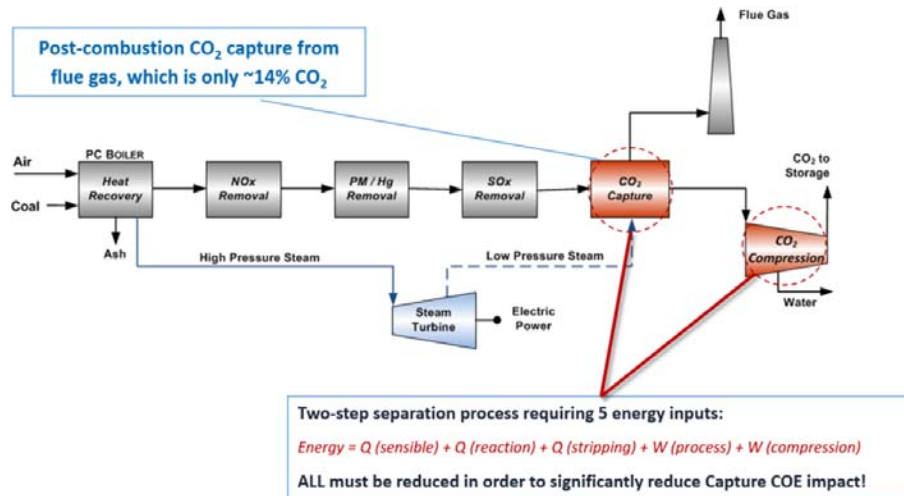 Flue Gas
Post-combustion CO₂ capture from
flue gas, which is only ~14% CO₂
PC BOILER
Air
Coal
Heat
Recovery
NOx
Removal
PM / Hg
Removal
SOx
Removal
CO₂
Capture
CO₂ to
Storage
CO₂
Compression
Ash
High Pressure Steam
Low Pressure Steam
Water
Steam
Turbine
Electric
Power
Two-step separation process requiring 5 energy inputs:
Energy = Q (sensible) + Q (reaction) + Q (stripping) + W (process) + W (compression)
ALL must be reduced in order to significantly reduce Capture COE impact!